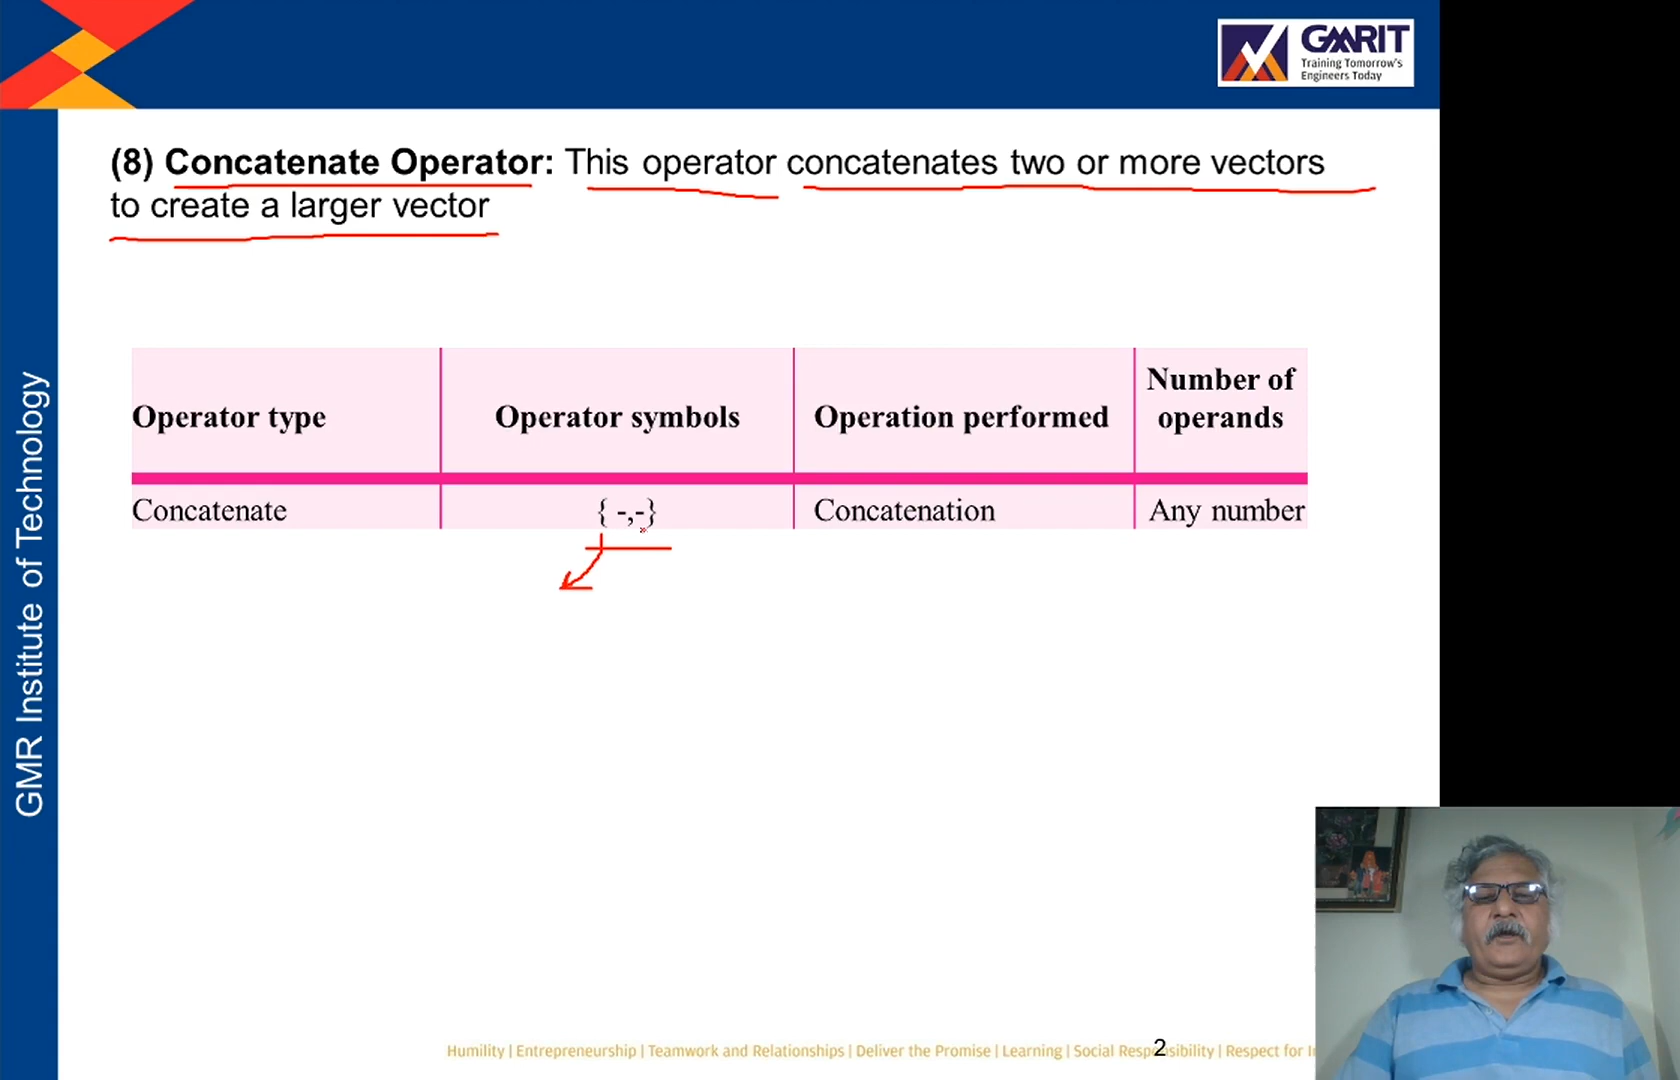 GMRIT
Training Tomorrow's
Engineers Today
(8) Concatenate Operator: This operator concatenates two or more vectors
to create a larger vector
Operator type
Operator symbols
Operation performed
Number of
operands
Concatenate
{ -,-}
Concatenation
Any number
GMR Institute of Technology
Humility | Entrepreneurship | Teamwork and Relationships | Deliver the Promise | Learning | Social Responsibility | Respect for
2